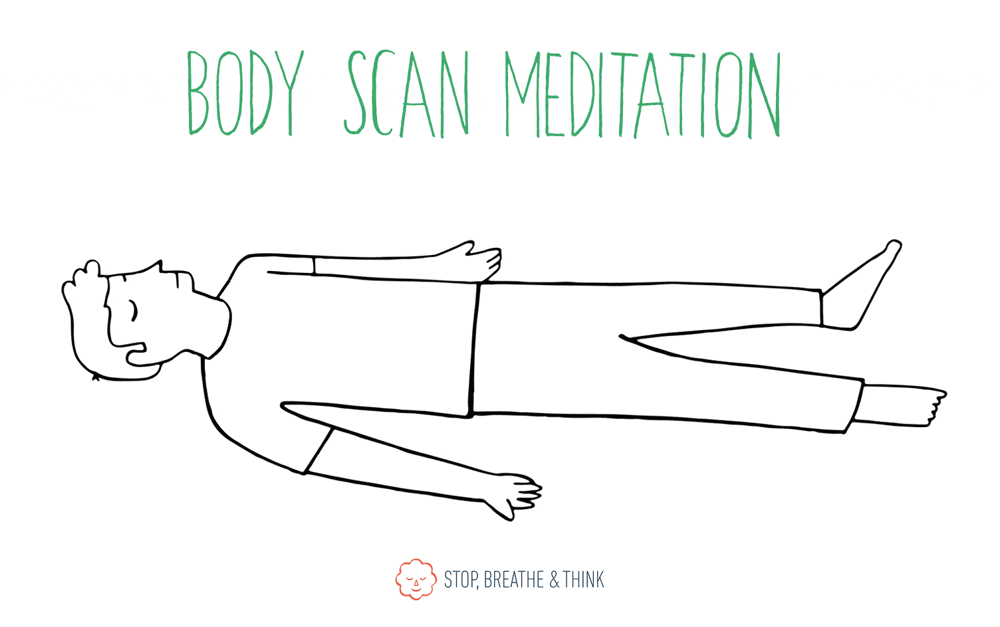 BODY SCAN MEDITATION
STOP, BREATHE & THINK